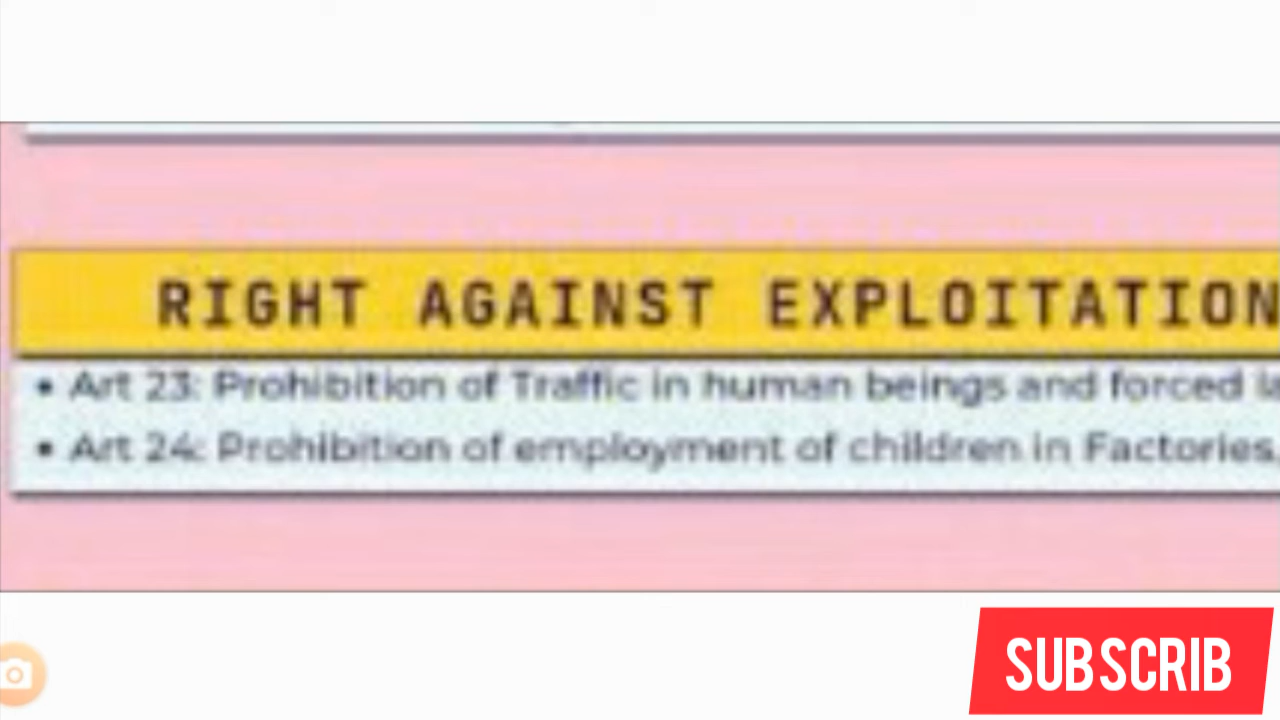 RIGHT AGAINST EXPLOITATION
• Art 23: Prohibition of Traffic in human beings and forced la
• Art 24: Prohibition of employment of children in Factories,
SUBSCRIB